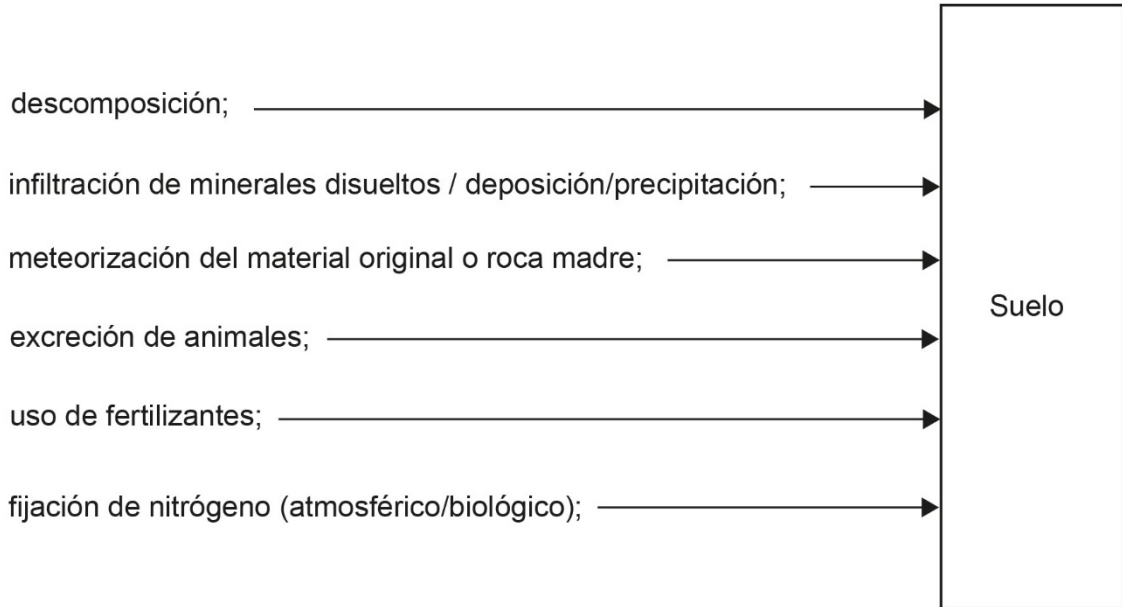 descomposición;
infiltración de minerales disueltos / deposición/precipitación;
meteorización del material original o roca madre;
Suelo
excreción de animales;
uso de fertilizantes;
fijación de nitrógeno (atmosférico/biológico);